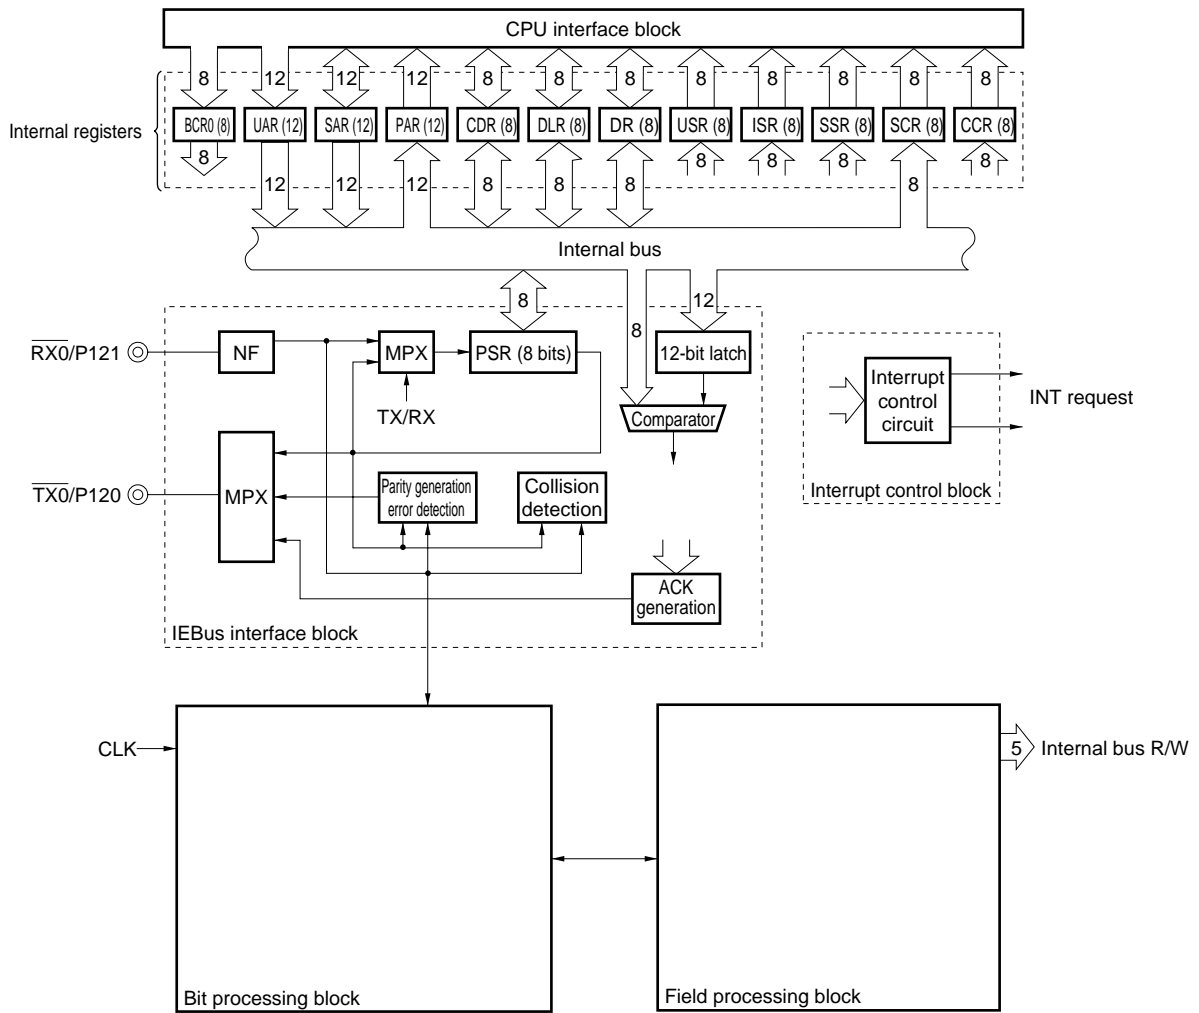 CPU interface block
8 12 12 12 8 8 8 8 8 8 8 8
Internal registers
BCR0 (8) UAR (12) SAR (12) PAR (12) CDR (8) DLR (8) DR (8) USR (8) ISR (8) SSR (8) SCR (8) CCR (8)
8 8 8 8 8
12 12 12 8 8 8 8
Internal bus
8 8 12
RX0/P121
NF
MPX
PSR (8 bits)
12-bit latch
TX/RX
Comparator
Interrupt
control
circuit
INT request
Interrupt control block
TX0/P120
MPX
Parity generation
error detection
Collision
detection
ACK
generation
IEBus interface block
CLK
5
Internal bus R/W
Bit processing block
Field processing block